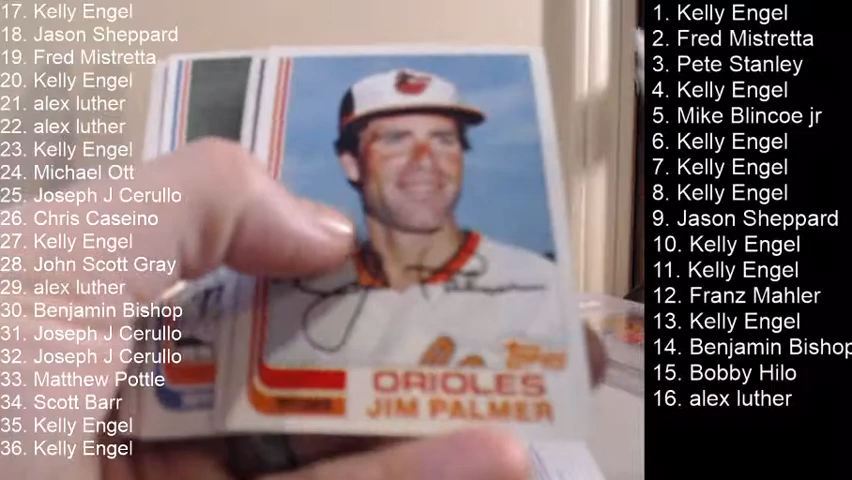 17. Kelly Engel
18. Jason Sheppard
19. Fred Mistretta
20. Kelly Engel
21. alex luther
22. alex luther
23. Kelly Engel
24. Michael Ott
25. Joseph J Cerullo
26. Chris Caseino
27. Kelly Engel
28. John Scott Gray
29. alex luther
30. Benjamin Bishop
31. Joseph J Cerullo
32. Joseph J Cerullo
33. Matthew Pottle
34. Scott Barr
35. Kelly Engel
36. Kelly Engel
Jim Palmer
Topps
ORIOLES
PITCHER
JIM PALMER
1. Kelly Engel
2. Fred Mistretta
3. Pete Stanley
4. Kelly Engel
5. Mike Blincoe jr
6. Kelly Engel
7. Kelly Engel
8. Kelly Engel
9. Jason Sheppard
10. Kelly Engel
11. Kelly Engel
12. Franz Mahler
13. Kelly Engel
14. Benjamin Bishop
15. Bobby Hilo
16. alex luther